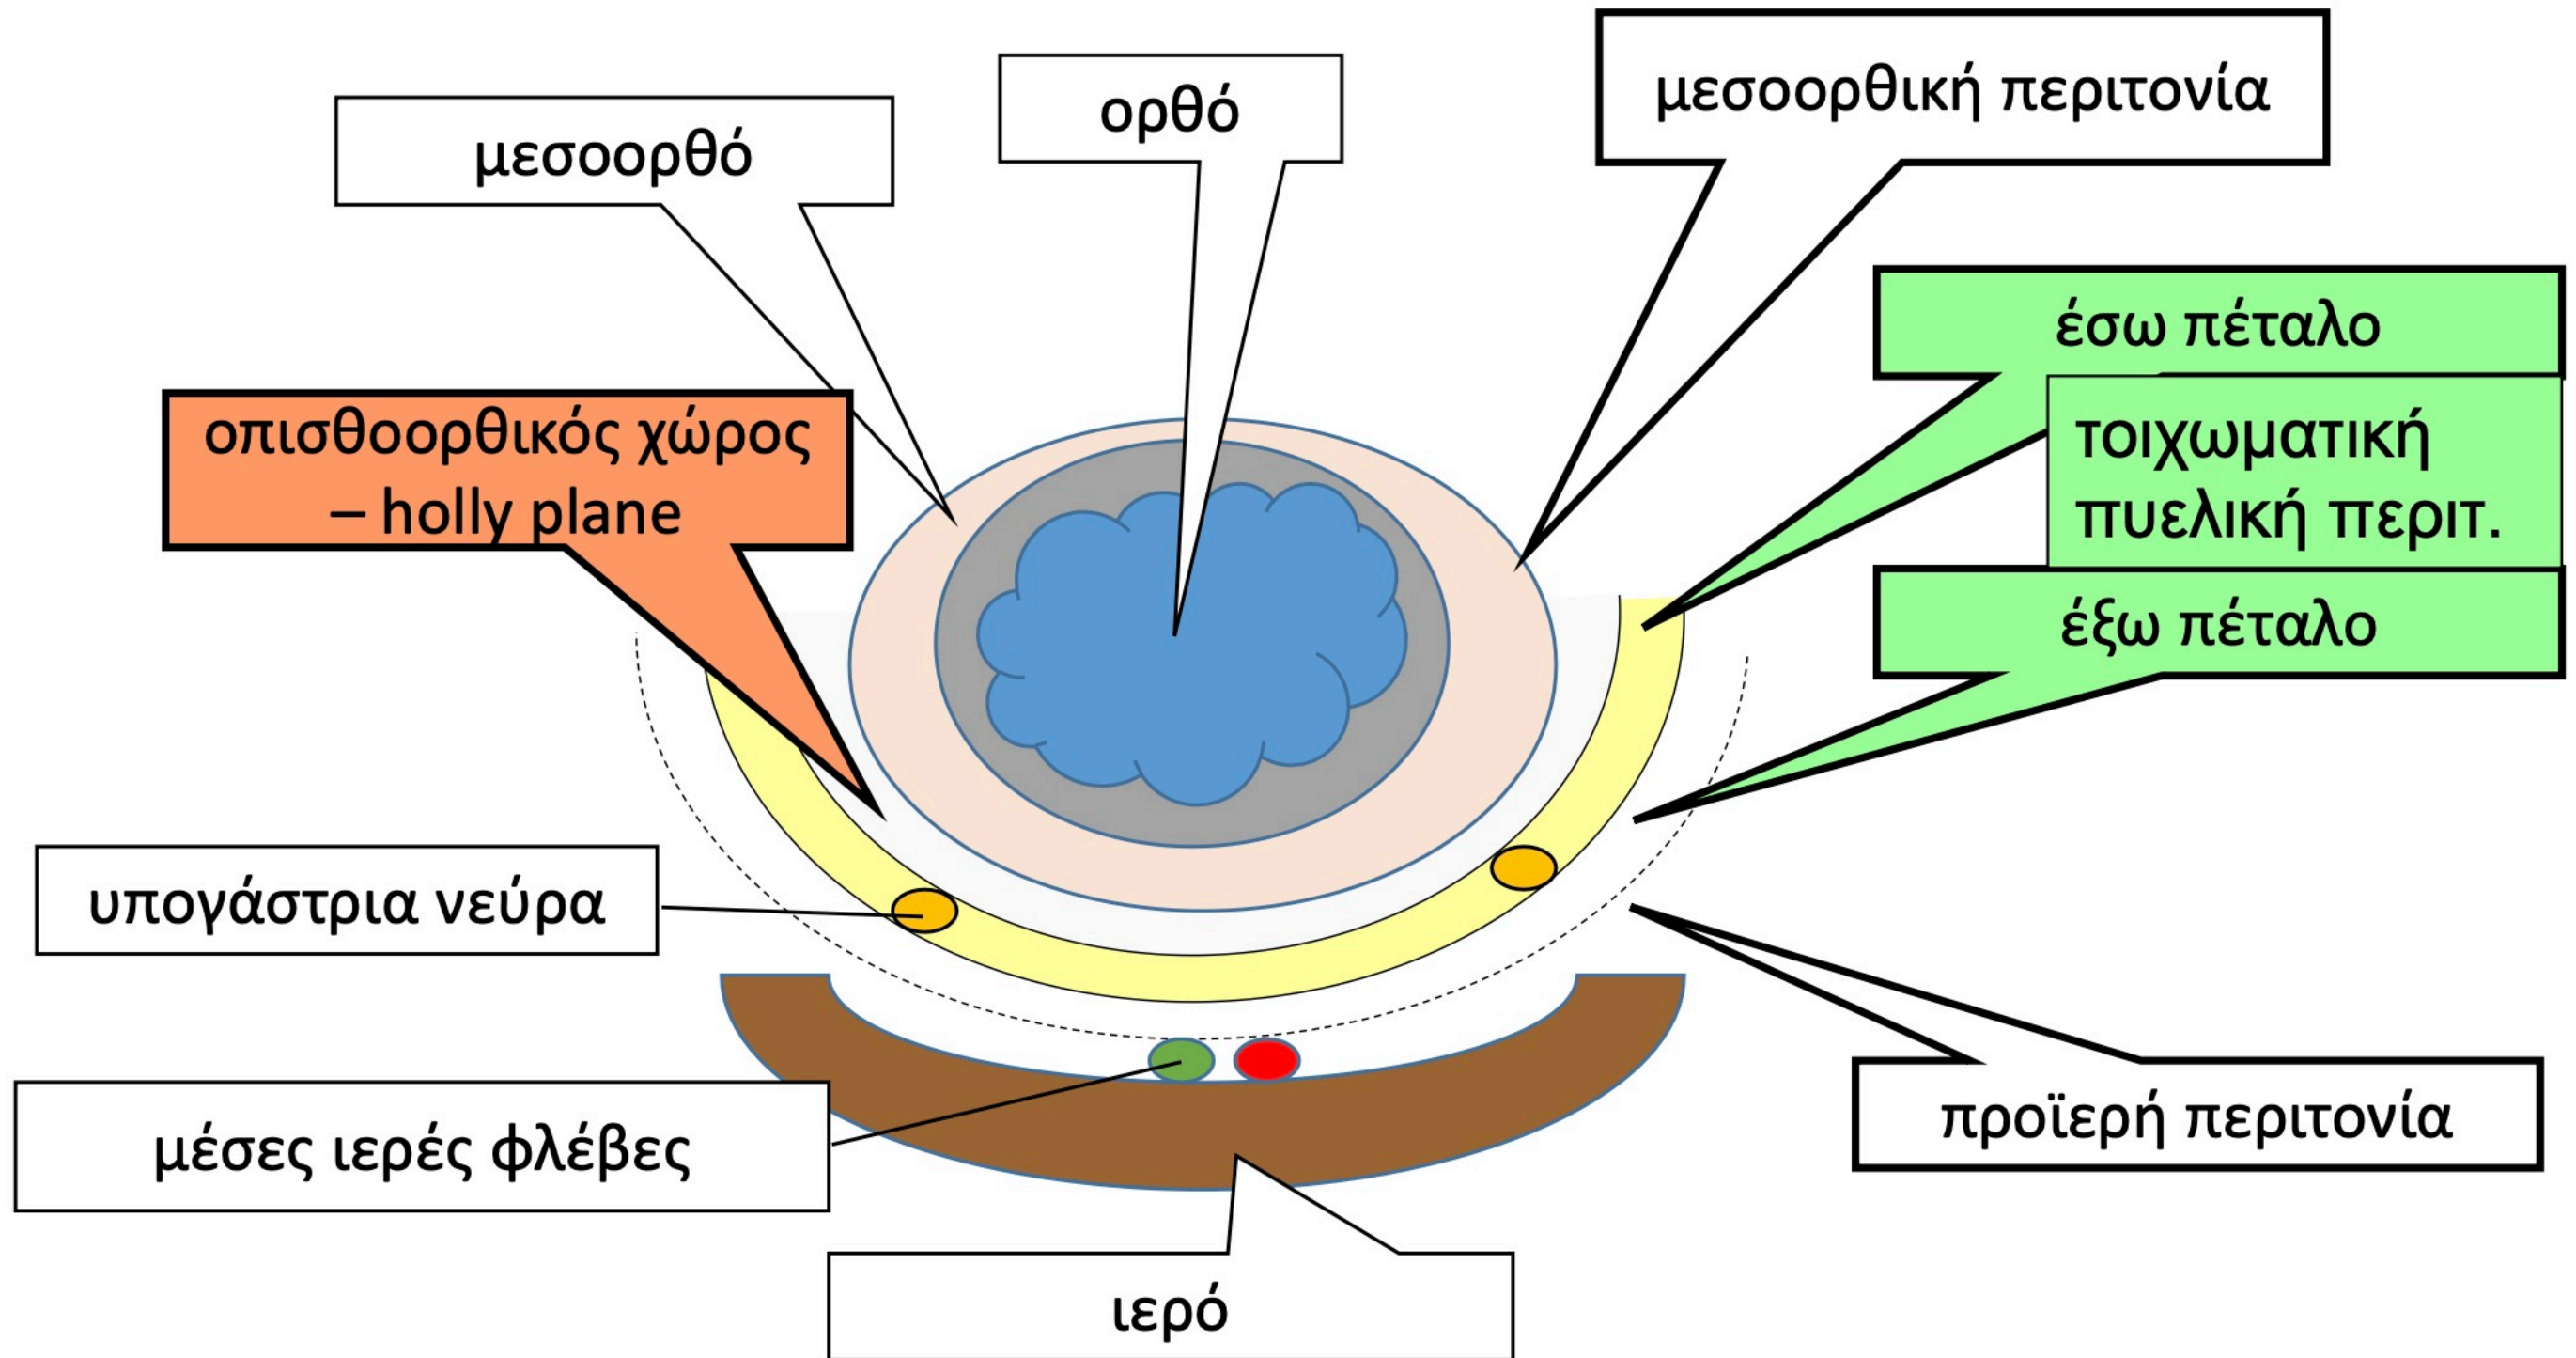 ορθό
μεσοορθική περιτονία
μεσοορθό
έσω πέταλο
οπισθοορθικός χώρος
– holly plane
τοιχωματική
πυελική περιτ.
έξω πέταλο
υπογάστρια νεύρα
προϊερή περιτονία
μέσες ιερές φλέβες
ιερό